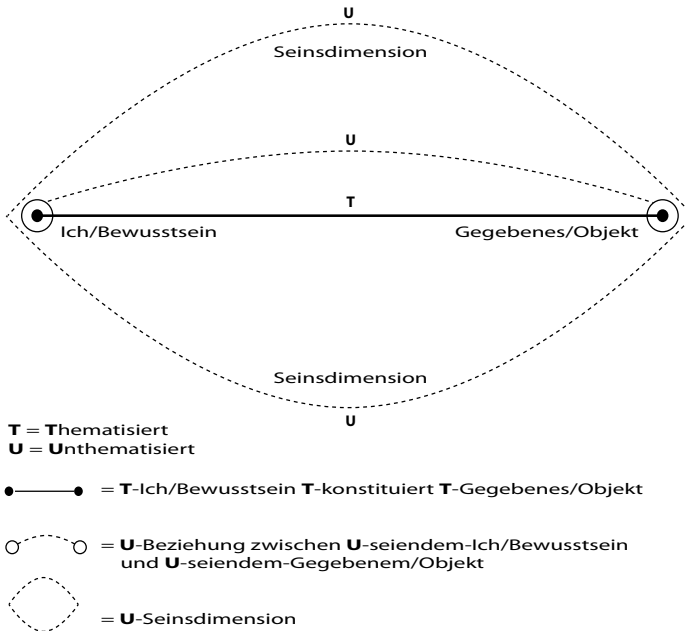 U
Seinsdimension
U
T
Ich/Bewusstsein Gegebenes/Objekt
Seinsdimension
U
T = Thematisiert
U = Unthematisiert
= T-Ich/Bewusstsein T-konstituiert T-Gegebenes/Objekt
= U-Beziehung zwischen U-seiendem-Ich/Bewusstsein
und U-seiendem-Gegebenem/Objekt
= U-Seinsdimension